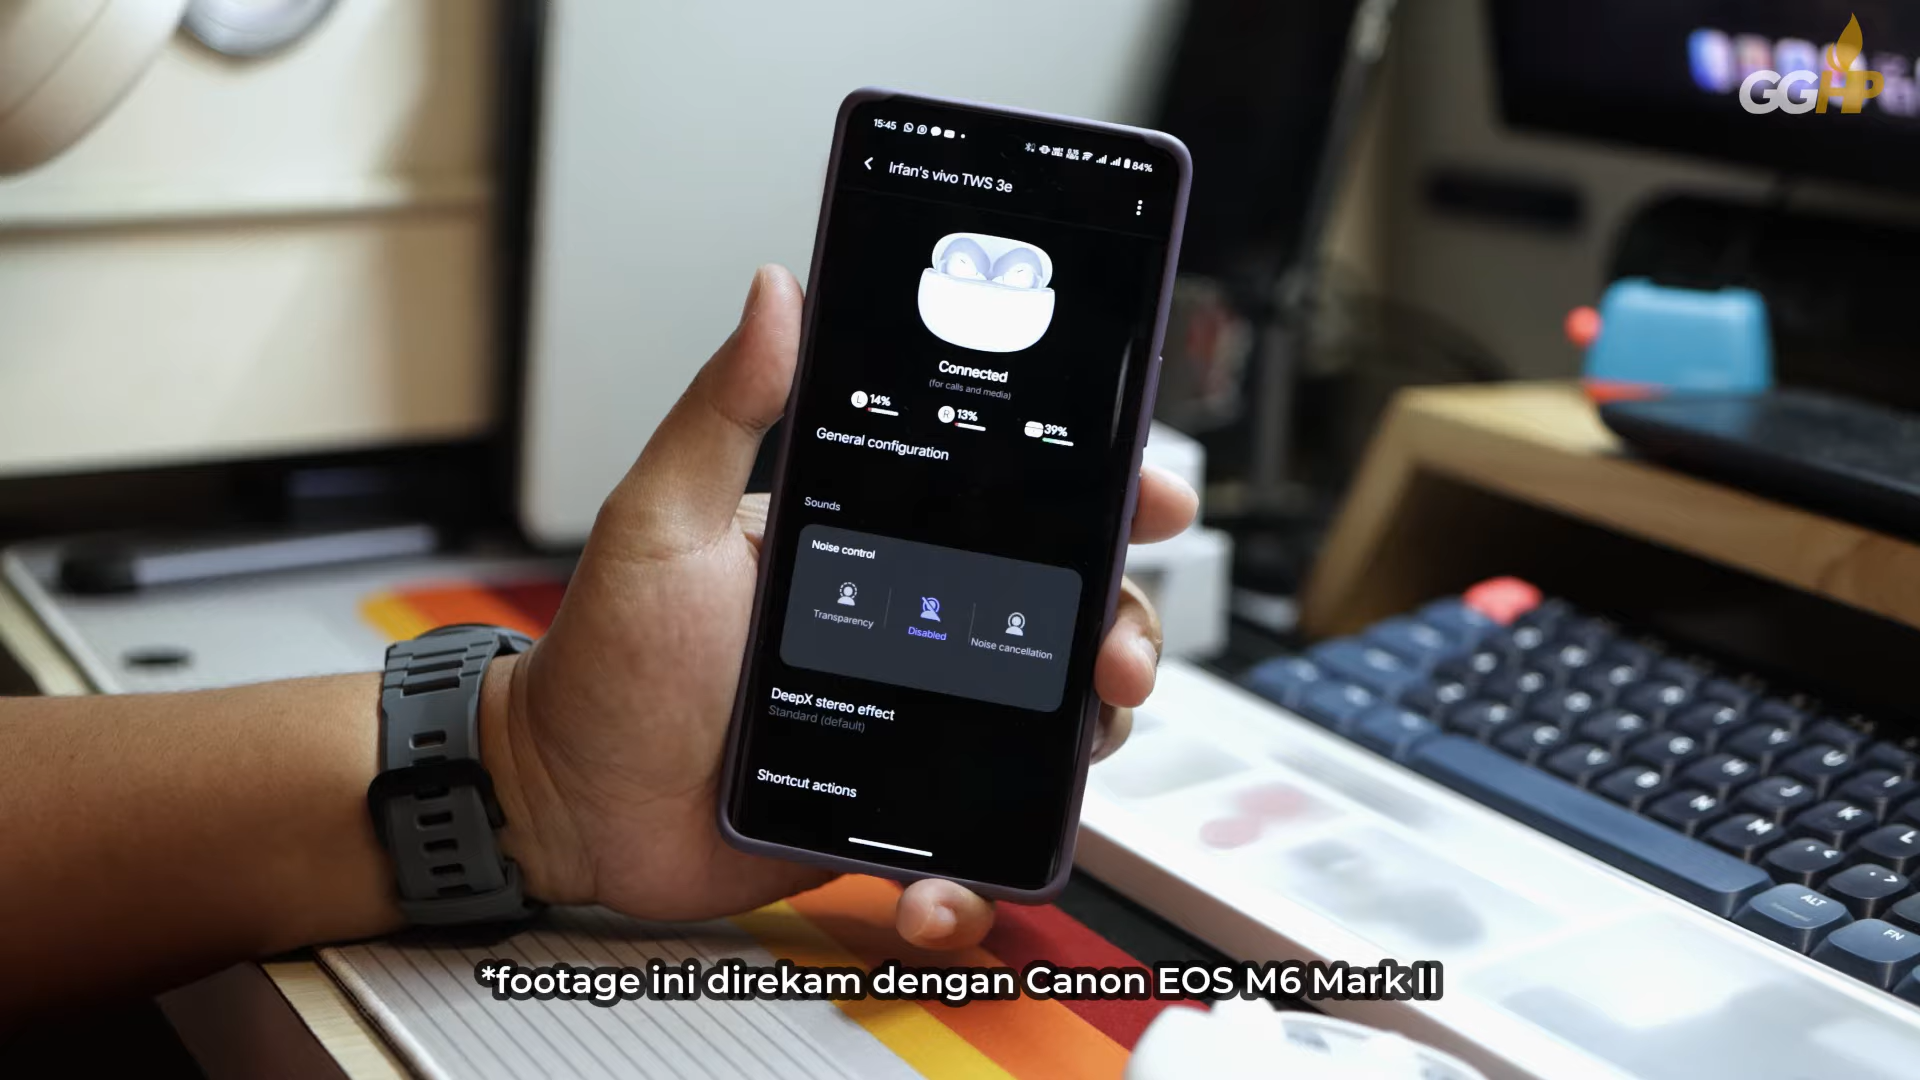 GGHP
15:45
84%
Irfan's vivo TWS 3e
Connected
(for calls and media)
L 14%
R 13%
39%
General configuration
Sounds
Noise control
Transparency
Disabled
Noise cancellation
DeepX stereo effect
Standard (default)
Shortcut actions
ALT
FN
*footage ini direkam dengan Canon EOS M6 Mark II